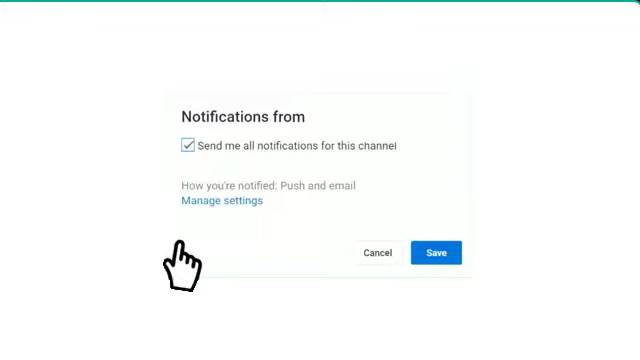 Notifications from
Send me all notifications for this channel
How you're notified: Push and email
Manage settings
Cancel Save